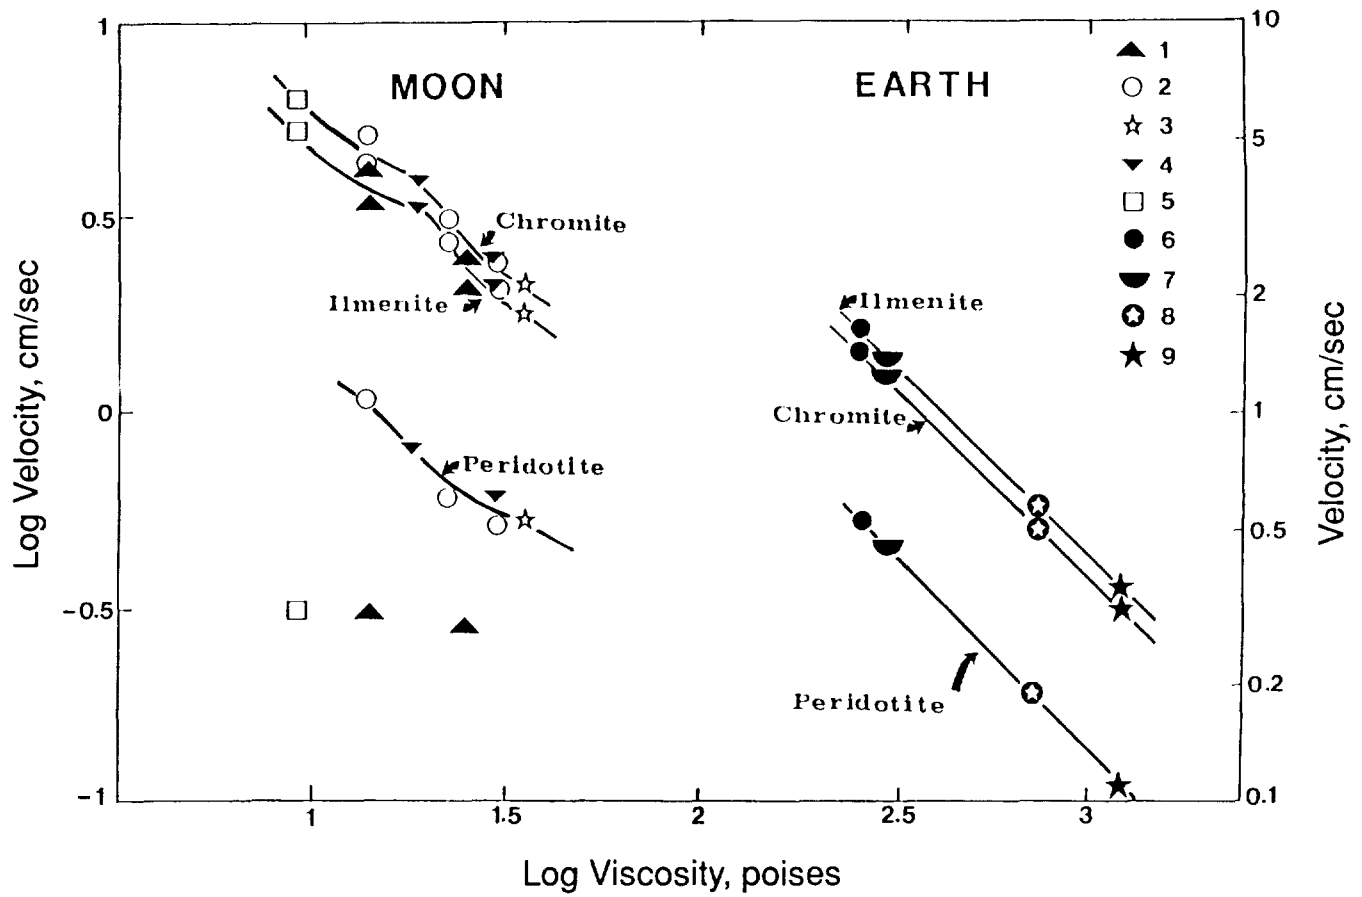 1
10
MOON
EARTH
1
2
5
3
4
5
0.5
Chromite
6
7
Ilmenite
2
Ilmenite
8
9
0
Chromite
1
Peridotite
0.5
-0.5
Peridotite
0.2
-1
0.1
1
1.5
2
2.5
3
Log Viscosity, poises
Log Velocity, cm/sec
Velocity, cm/sec